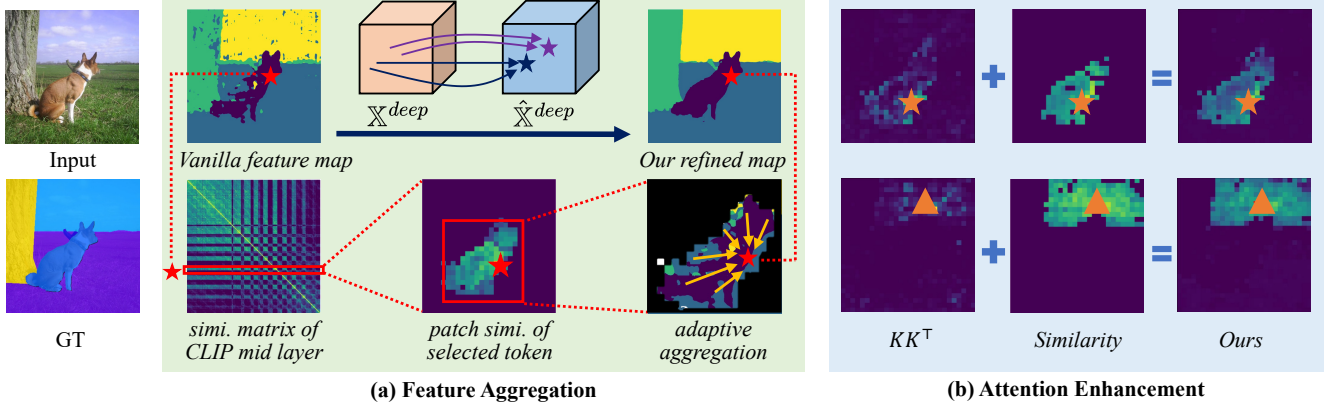 Input
GT
𝕏^deep
𝕏̂^deep
Vanilla feature map
Our refined map
simi. matrix of
CLIP mid layer
patch simi. of
selected token
adaptive
aggregation
(a) Feature Aggregation
+
=
+
=
KK^⊤
Similarity
Ours
(b) Attention Enhancement